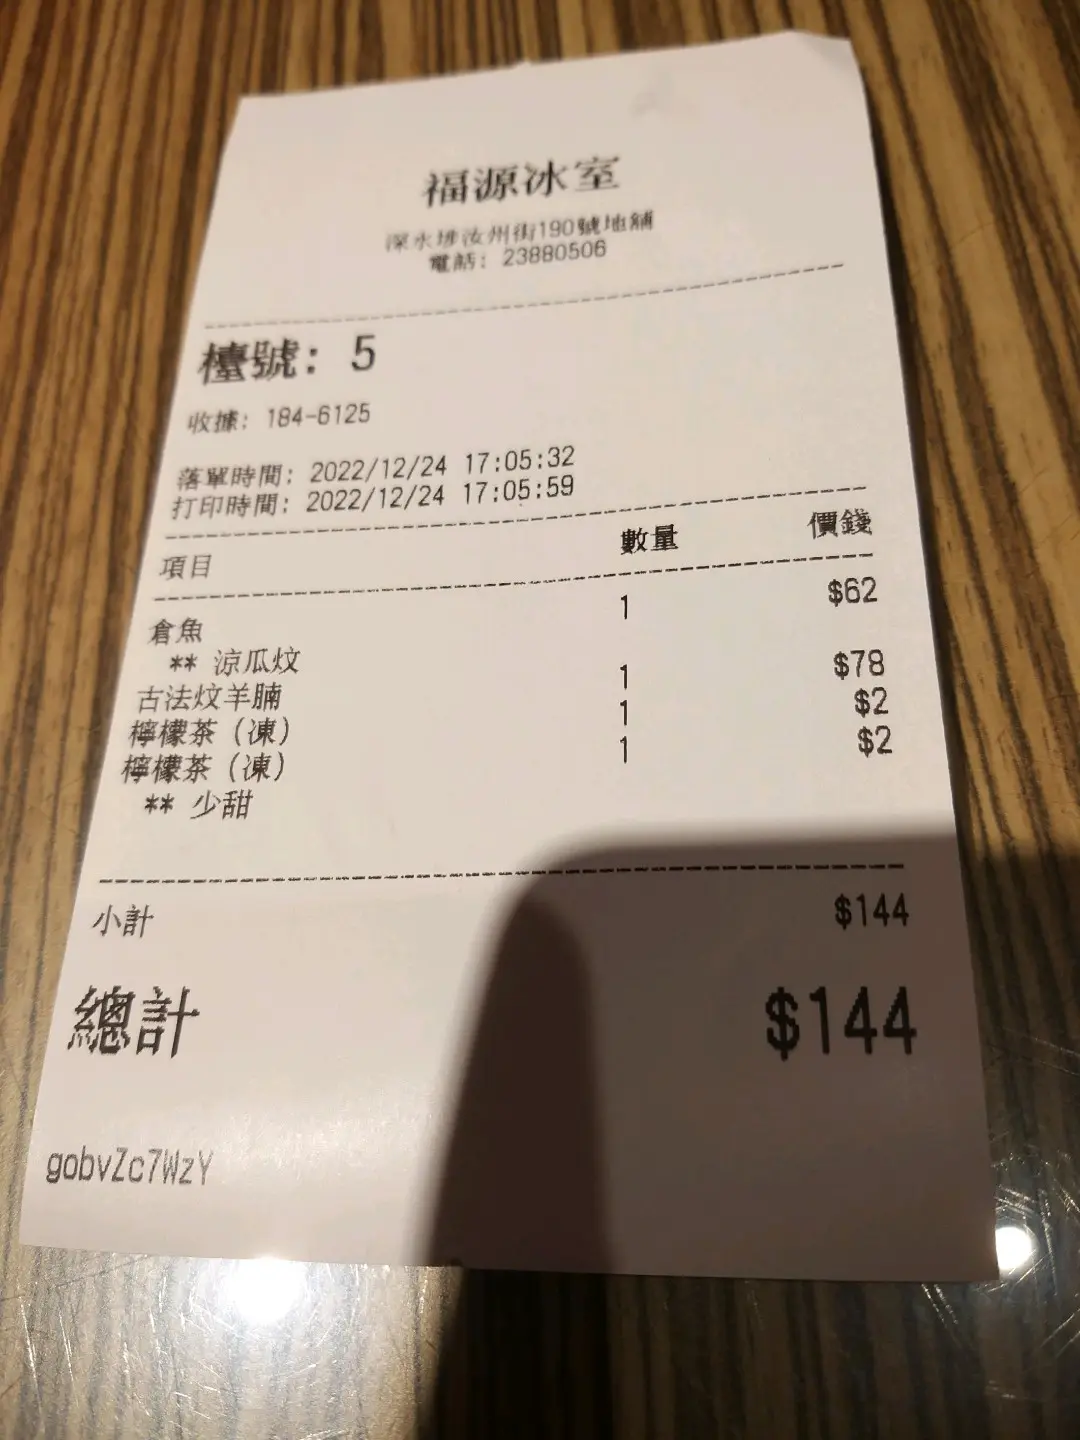 福源冰室
深水埗汝州街190號地舖
電話: 23880506
檯號: 5
收據: 184-6125
落單時間: 2022/12/24 17:05:32
打印時間: 2022/12/24 17:05:59
項目 數量 價錢
倉魚 1 $62
** 涼瓜炆
古法炆羊腩 1 $78
檸檬茶 (凍) 1 $2
檸檬茶 (凍) 1 $2
** 少甜
小計 $144
總計 $144
gobvZc7WzY